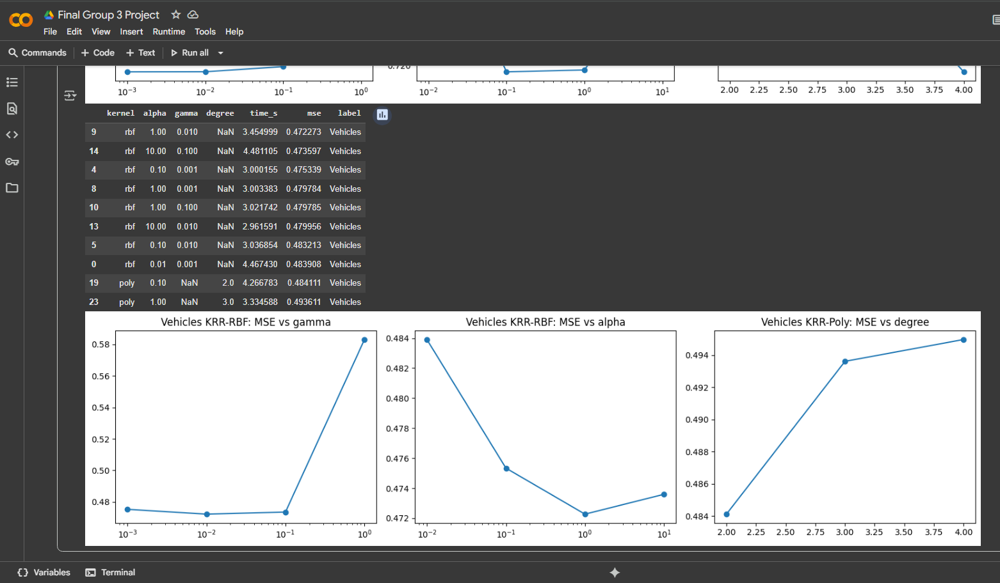 Final Group 3 Project
File Edit View Insert Runtime Tools Help
Commands + Code + Text Run all
0.720
10⁻³ 10⁻² 10⁻¹ 10⁰ 10⁻² 10⁻¹ 10⁰ 10¹ 2.00 2.25 2.50 2.75 3.00 3.25 3.50 3.75 4.00
kernel alpha gamma degree time_s mse label
9 rbf 1.00 0.010 NaN 3.454999 0.472273 Vehicles
14 rbf 10.00 0.100 NaN 4.481105 0.473597 Vehicles
4 rbf 0.10 0.001 NaN 3.000155 0.475339 Vehicles
8 rbf 1.00 0.001 NaN 3.003383 0.479784 Vehicles
10 rbf 1.00 0.100 NaN 3.021742 0.479785 Vehicles
13 rbf 10.00 0.010 NaN 2.961591 0.479956 Vehicles
5 rbf 0.10 0.010 NaN 3.036854 0.483213 Vehicles
0 rbf 0.01 0.001 NaN 4.467430 0.483908 Vehicles
19 poly 0.10 NaN 2.0 4.266783 0.484111 Vehicles
23 poly 1.00 NaN 3.0 3.334588 0.493611 Vehicles
Vehicles KRR-RBF: MSE vs gamma
0.58
0.56
0.54
0.52
0.50
0.48
10⁻³ 10⁻² 10⁻¹ 10⁰
Vehicles KRR-RBF: MSE vs alpha
0.484
0.482
0.480
0.478
0.476
0.474
0.472
10⁻² 10⁻¹ 10⁰ 10¹
Vehicles KRR-Poly: MSE vs degree
0.494
0.492
0.490
0.488
0.486
0.484
2.00 2.25 2.50 2.75 3.00 3.25 3.50 3.75 4.00
Variables Terminal